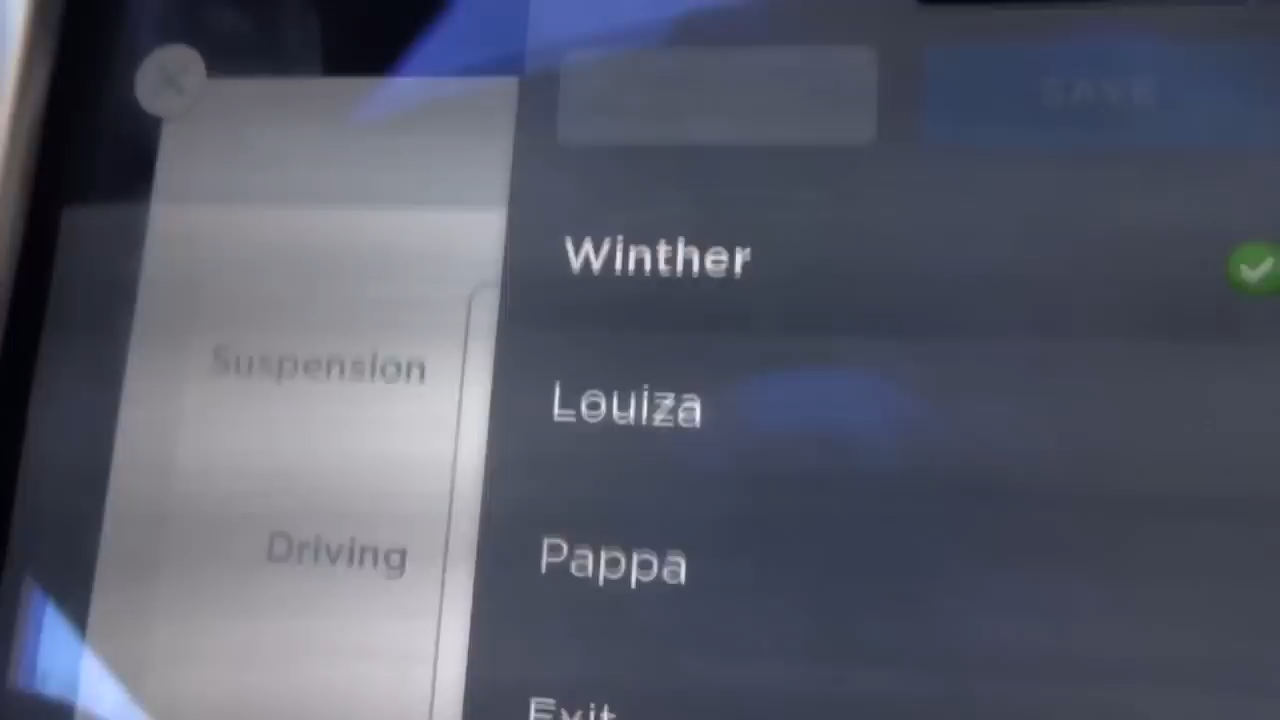 SAVE
Winther
Suspension
Louiza
Driving
Pappa
Exit